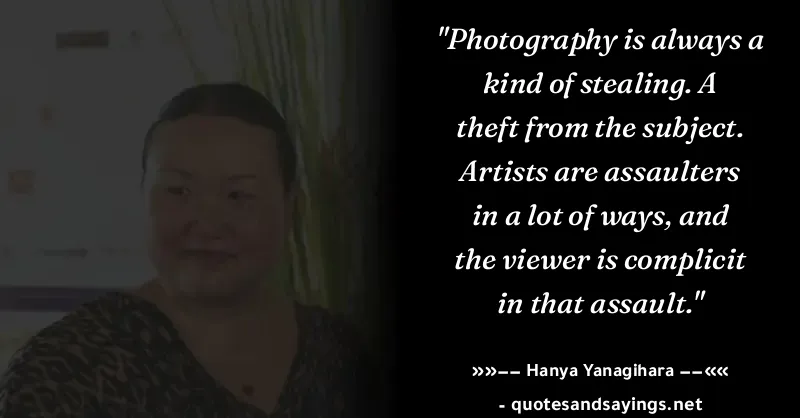 "Photography is always a
kind of stealing. A
theft from the subject.
Artists are assaulters
in a lot of ways, and
the viewer is complicit
in that assault."
»»−− Hanya Yanagihara −−««
- quotesandsayings.net